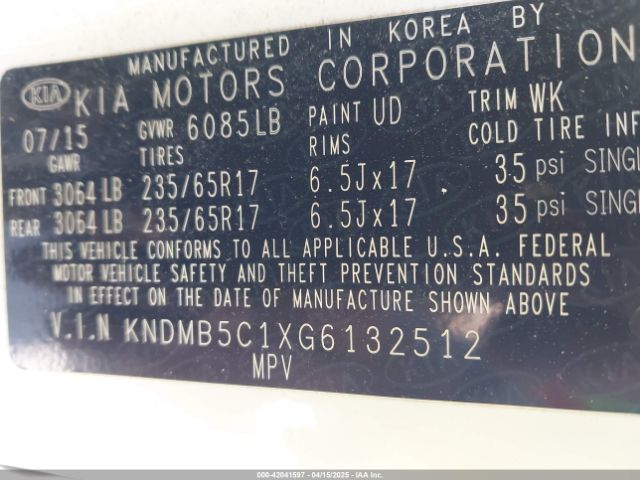 MANUFACTURED IN KOREA BY
KIA KIA MOTORS CORPORATION
07/15 GVWR 6085LB PAINT UD TRIM WK
GAWR TIRES RIMS COLD TIRE INF
FRONT 3064 LB 235/65R17 6.5Jx17 35 psi SINGL
REAR 3064 LB 235/65R17 6.5Jx17 35 psi SINGL
THIS VEHICLE CONFORMS TO ALL APPLICABLE U.S.A. FEDERAL
MOTOR VEHICLE SAFETY AND THEFT PREVENTION STANDARDS
IN EFFECT ON THE DATE OF MANUFACTURE SHOWN ABOVE
V.I.N KNDMB5C1XG6132512
MPV
000-42041597 - 04/15/2025 - IAAI.COM